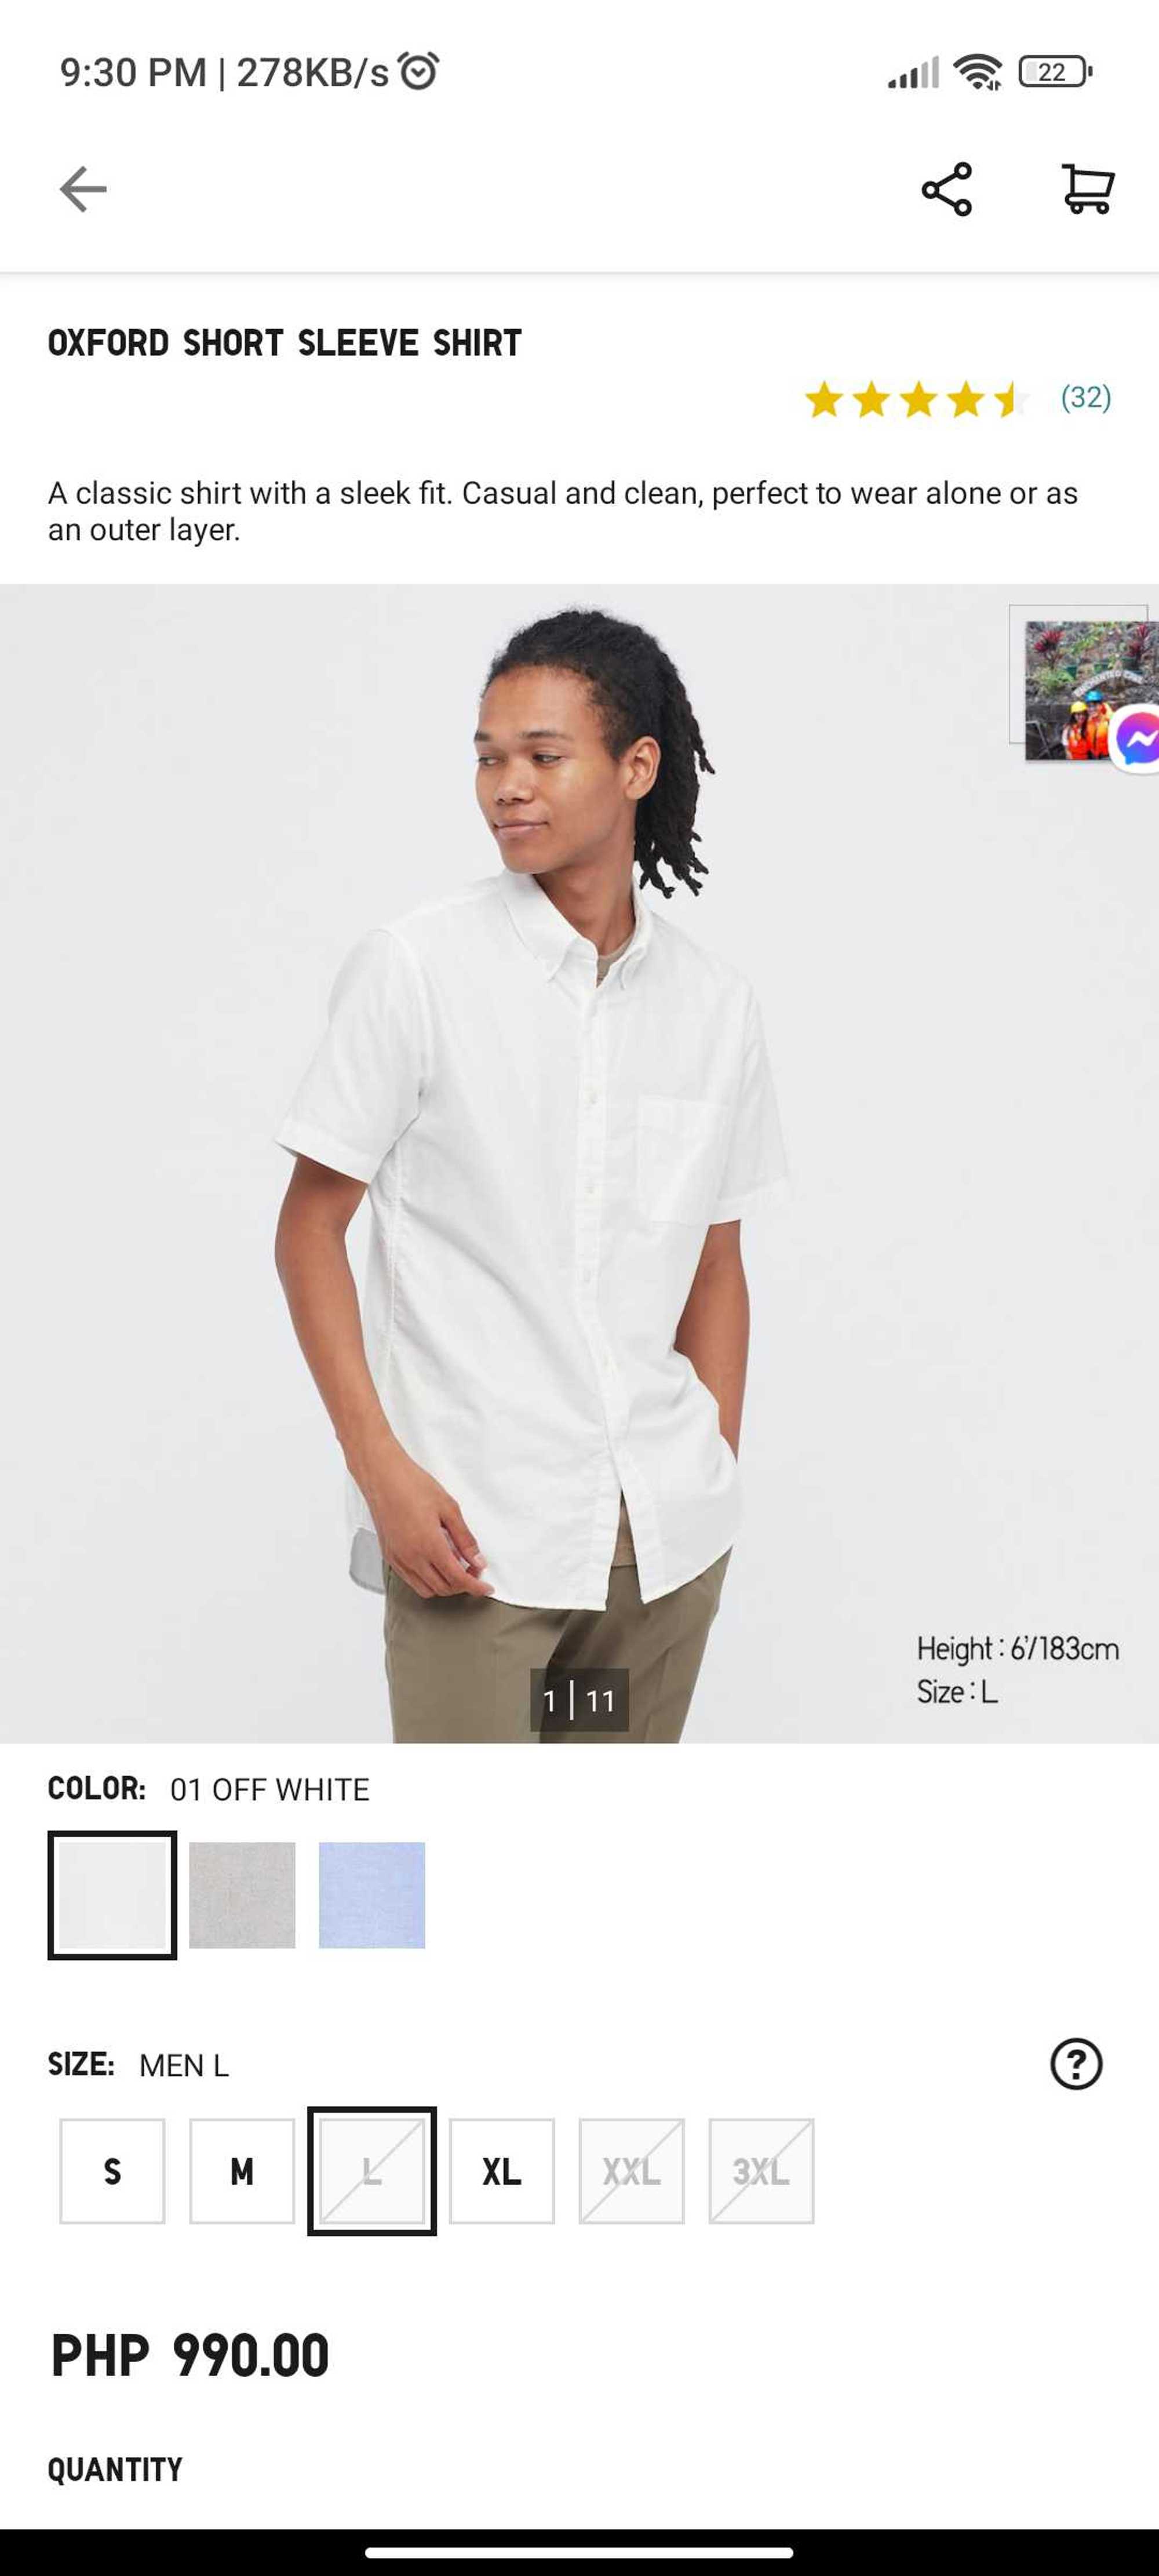 9:30 PM | 278KB/s
22
OXFORD SHORT SLEEVE SHIRT
(32)
A classic shirt with a sleek fit. Casual and clean, perfect to wear alone or as
an outer layer.
Height : 6'/183cm
Size : L
1 | 11
COLOR: 01 OFF WHITE
SIZE: MEN L
?
S M L XL XXL 3XL
PHP 990.00
QUANTITY